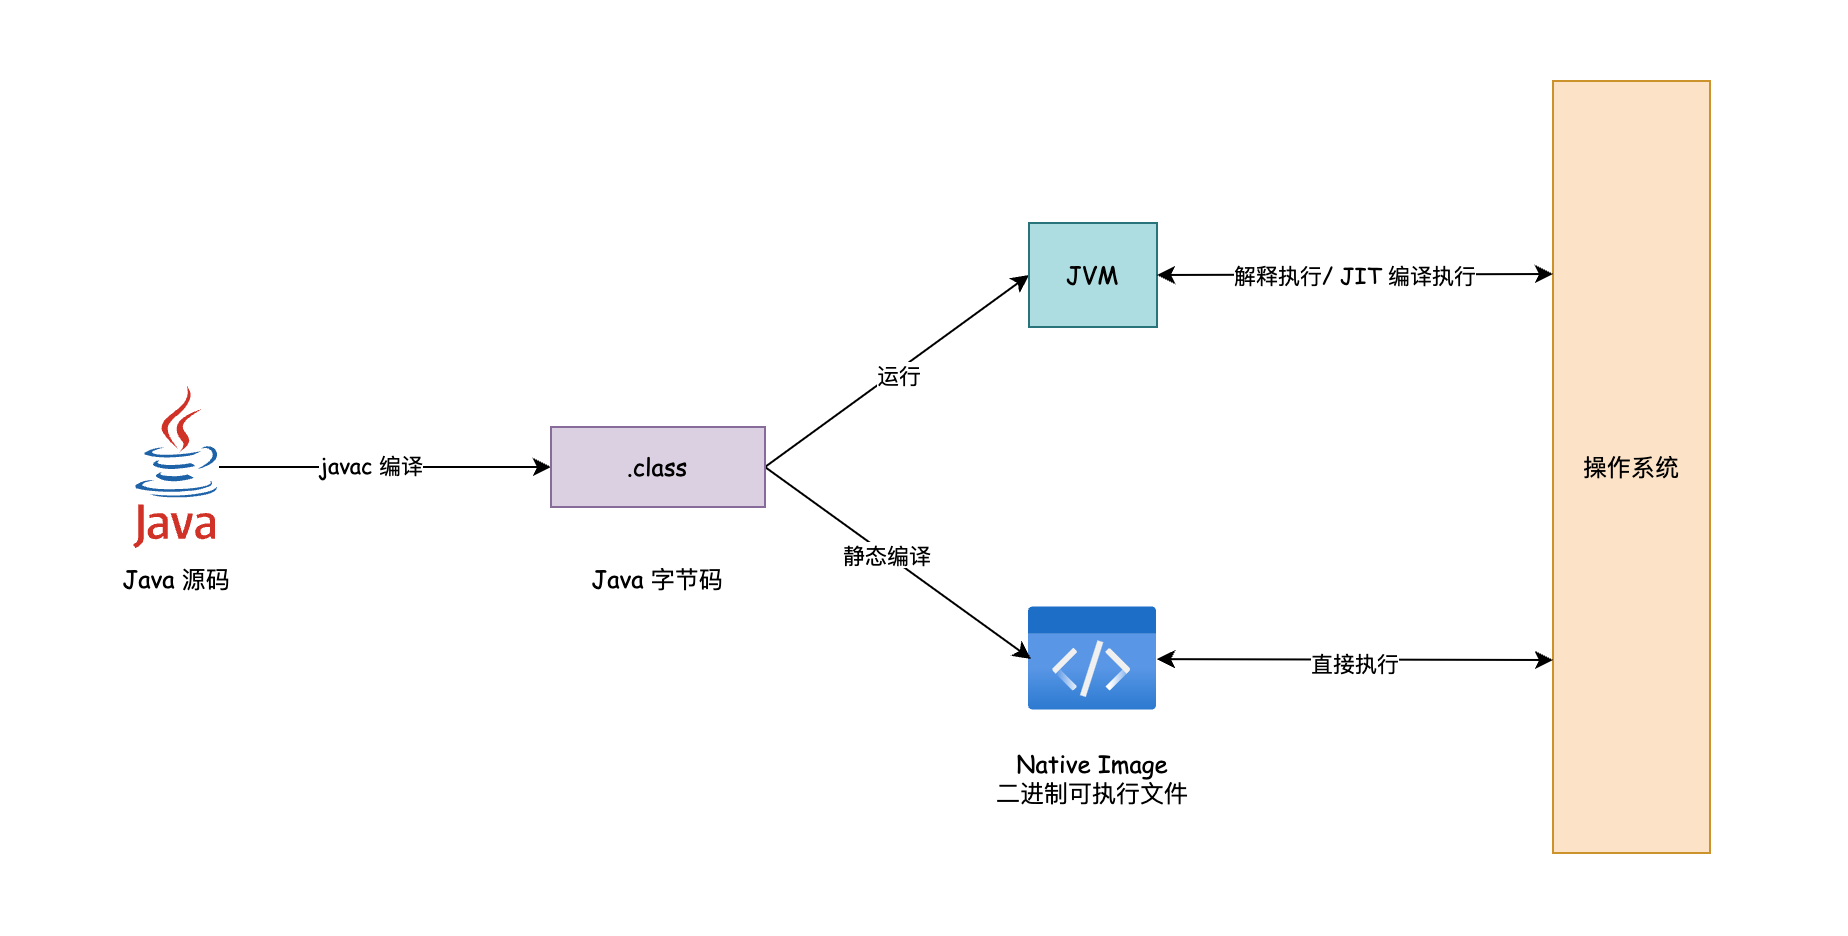 Java
Java 源码
javac 编译
.class
Java 字节码
运行
静态编译
JVM
解释执行/ JIT 编译执行
Native Image
二进制可执行文件
直接执行
操作系统